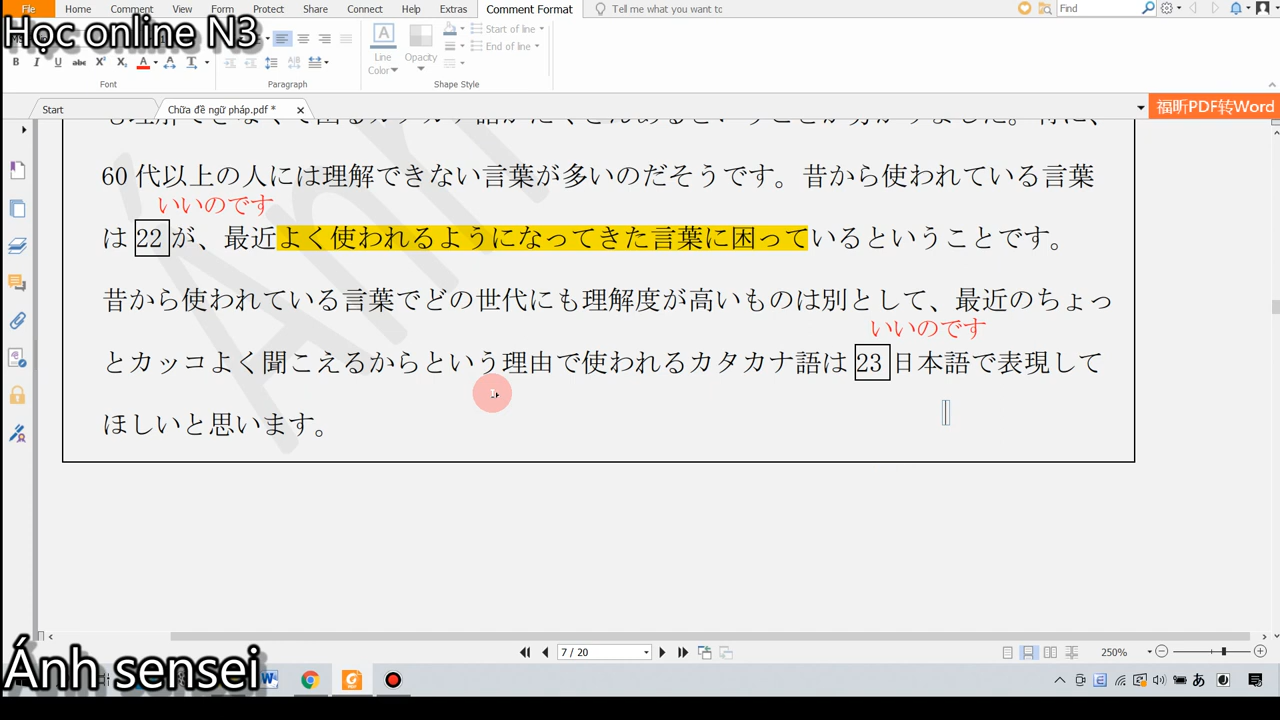 File Home Comment View Form Protect Share Connect Help Extras Comment Format Tell me what you want tc Find
Học online N3
Line Color Opacity Start of line End of line
Font Paragraph Shape Style
Start Chữa đề ngữ pháp.pdf * 福昕PDF转Word
60 代以上の人には理解できない言葉が多いのだそうです。昔から使われている言葉
いいのです
は 22 が、最近よく使われるようになってきた言葉に困っているということです。
昔から使われている言葉でどの世代にも理解度が高いものは別として、最近のちょっ
いいのです
とカッコよく聞こえるからという理由で使われるカタカナ語は 23 日本語で表現して
ほしいと思います。
Ánh
7 / 20 250%
Ánh sensei